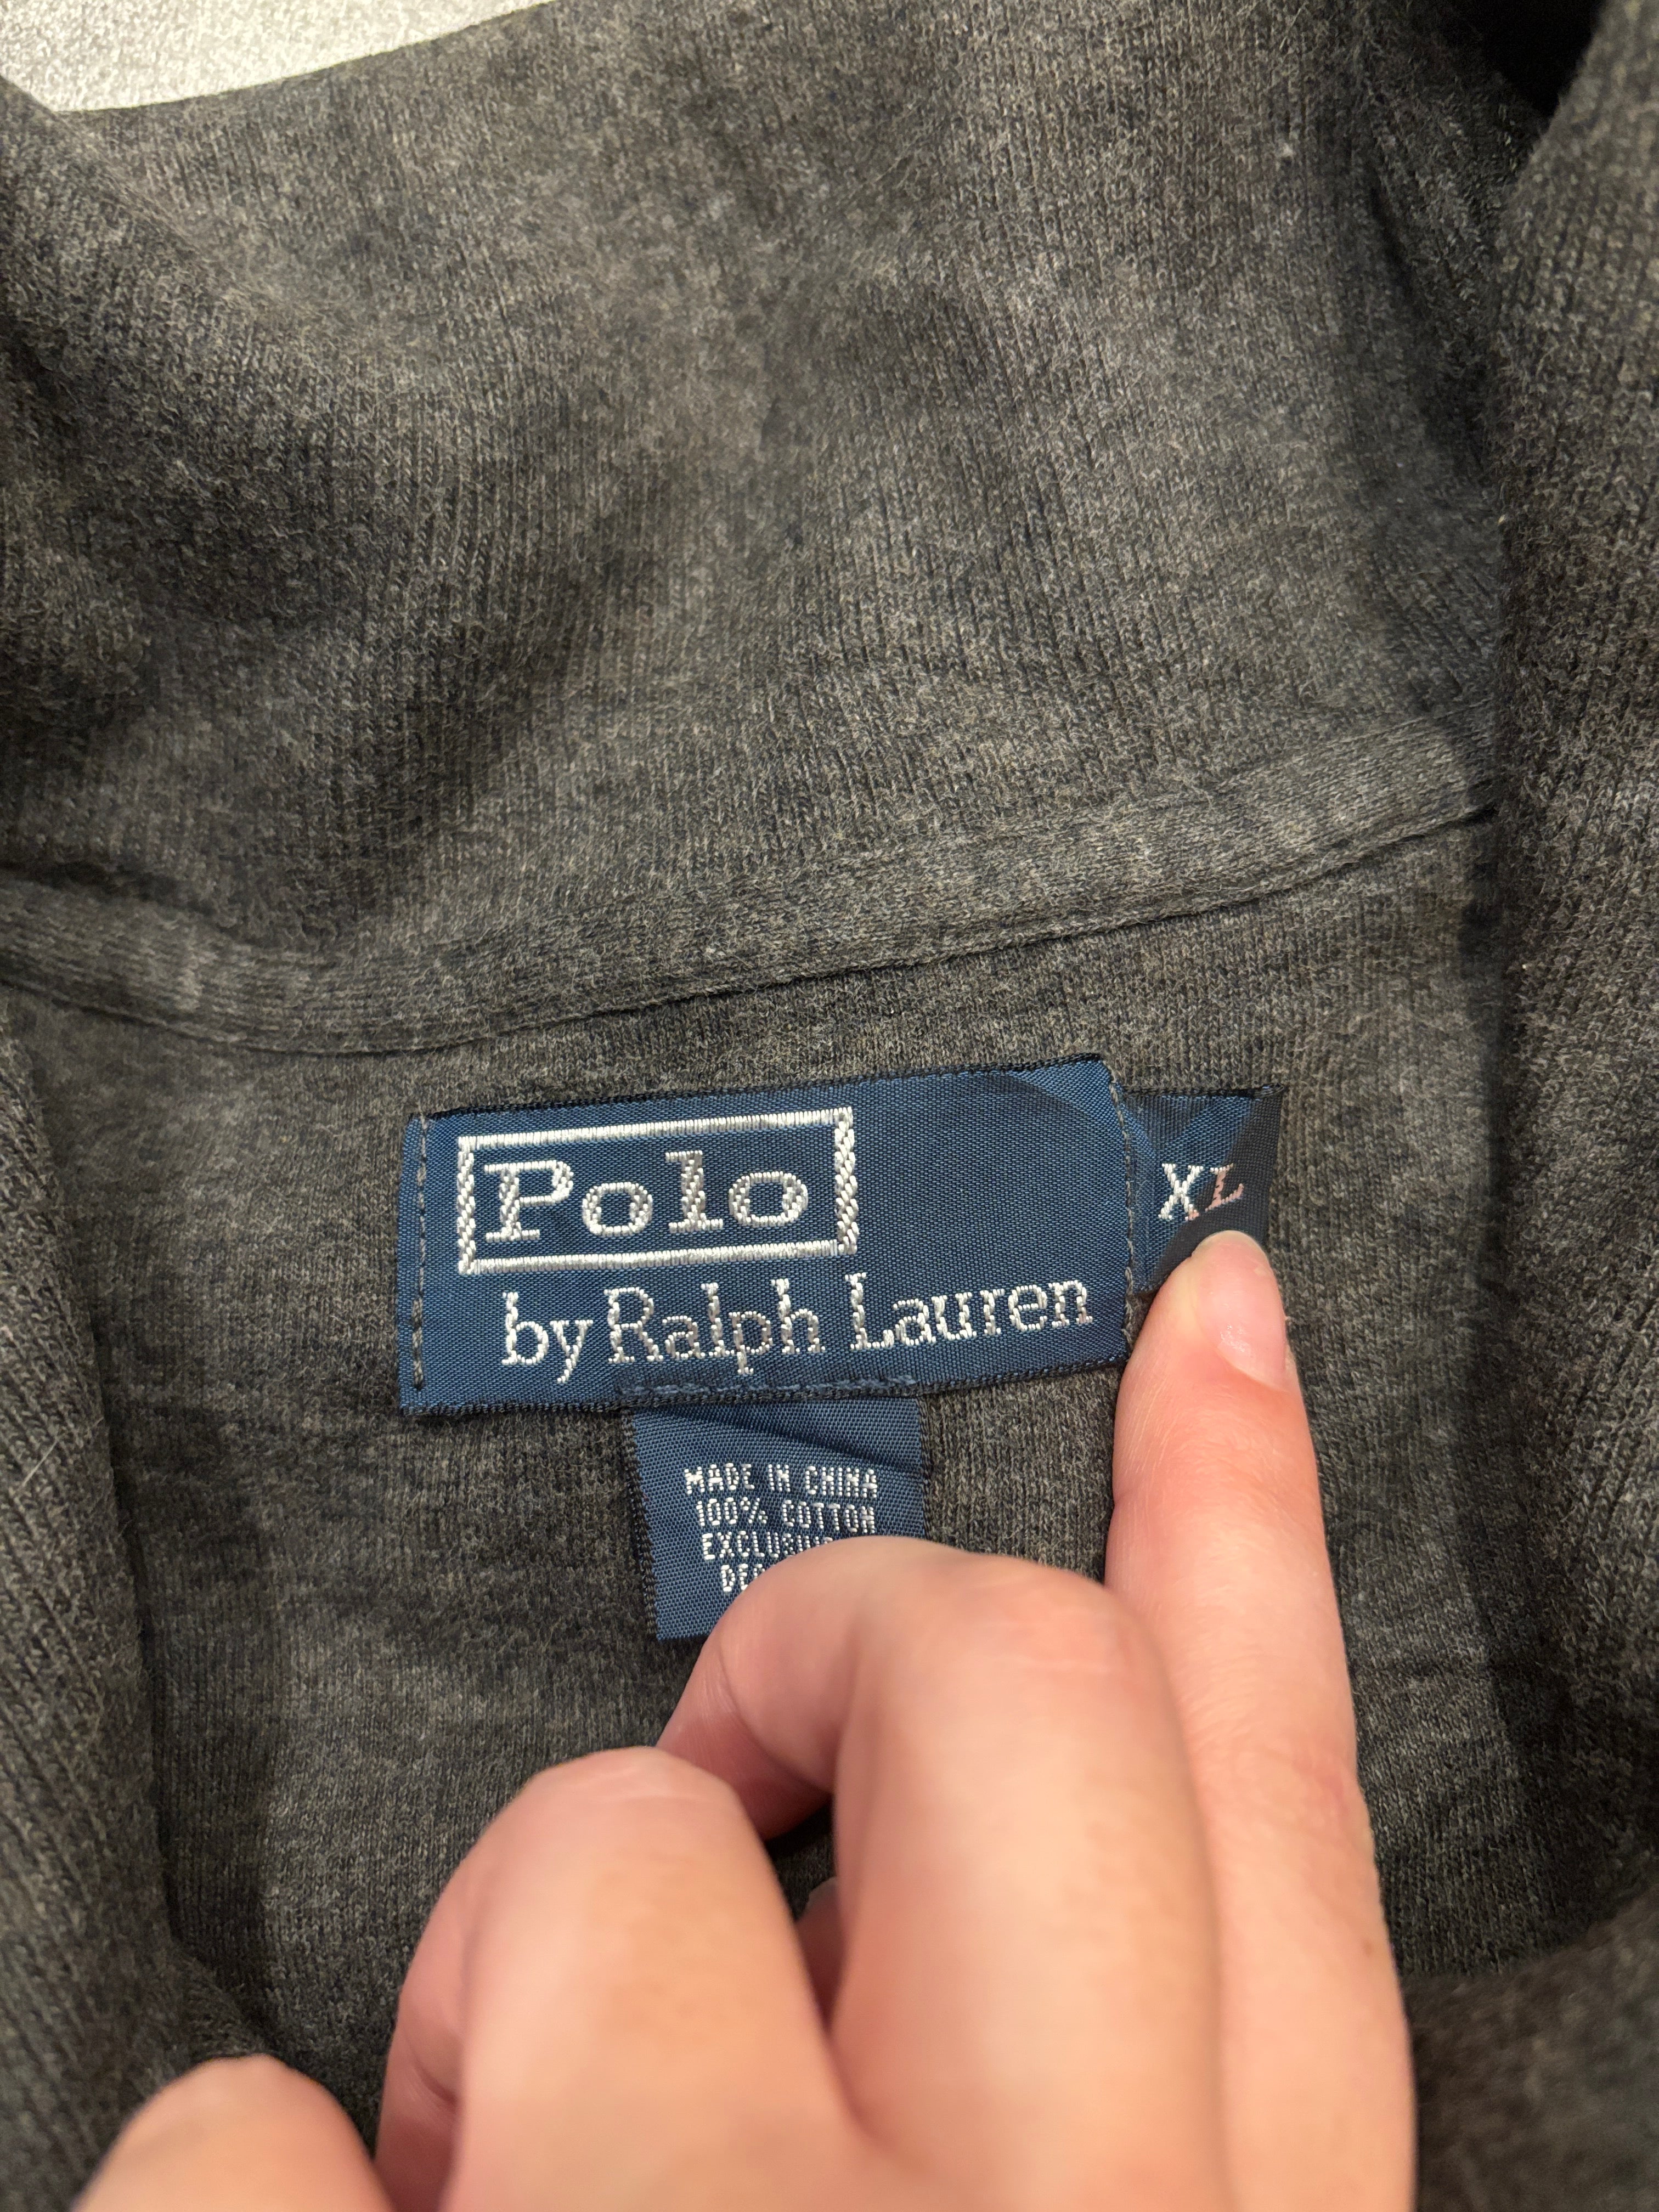 Polo
by Ralph Lauren
XL
MADE IN CHINA
100% COTTON